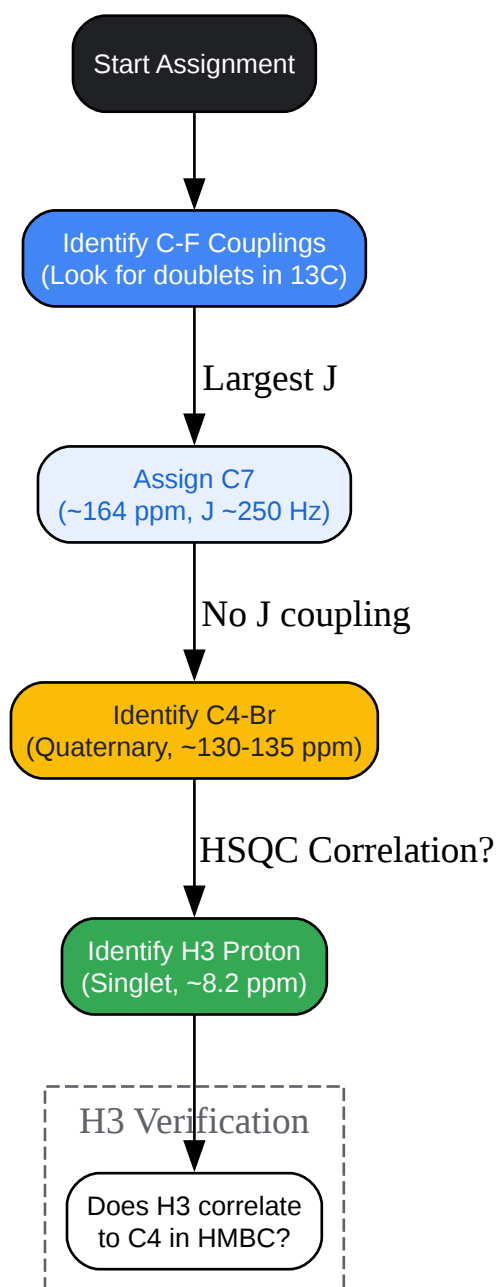 Start Assignment
Identify C-F Couplings
(Look for doublets in 13C)
Largest J
Assign C7
(~164 ppm, J ~250 Hz)
No J coupling
Identify C4-Br
(Quaternary, ~130-135 ppm)
HSQC Correlation?
Identify H3 Proton
(Singlet, ~8.2 ppm)
H3 Verification
Does H3 correlate
to C4 in HMBC?